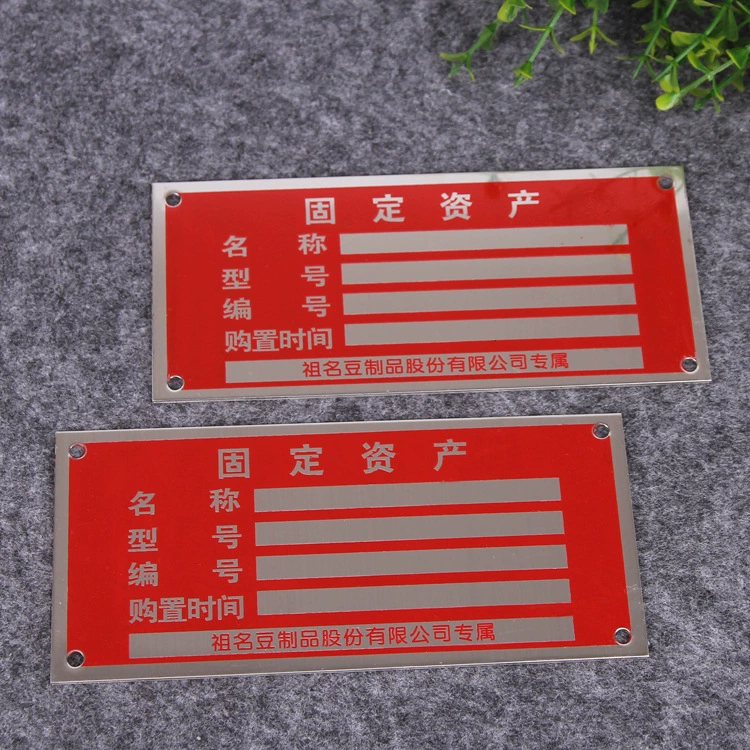 固定资产
名称
型号
编号
购置时间
祖名豆制品股份有限公司专属
固定资产
名称
型号
编号
购置时间
祖名豆制品股份有限公司专属